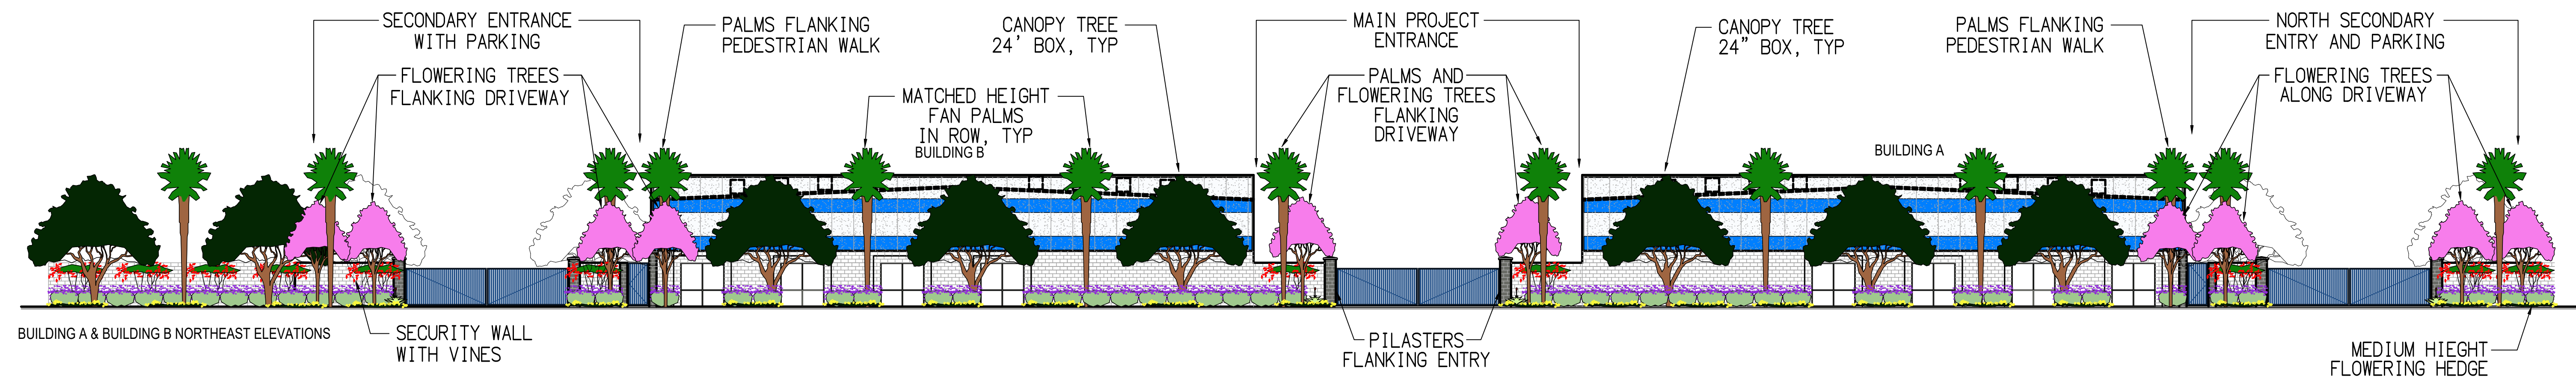 SECONDARY ENTRANCE
WITH PARKING
FLOWERING TREES
FLANKING DRIVEWAY
PALMS FLANKING
PEDESTRIAN WALK
MATCHED HEIGHT
FAN PALMS
IN ROW, TYP
BUILDING B
CANOPY TREE
24' BOX, TYP
MAIN PROJECT
ENTRANCE
PALMS AND
FLOWERING TREES
FLANKING
DRIVEWAY
CANOPY TREE
24" BOX, TYP
BUILDING A
PALMS FLANKING
PEDESTRIAN WALK
NORTH SECONDARY
ENTRY AND PARKING
FLOWERING TREES
ALONG DRIVEWAY
BUILDING A & BUILDING B NORTHEAST ELEVATIONS
SECURITY WALL
WITH VINES
PILASTERS
FLANKING ENTRY
MEDIUM HIEGHT
FLOWERING HEDGE